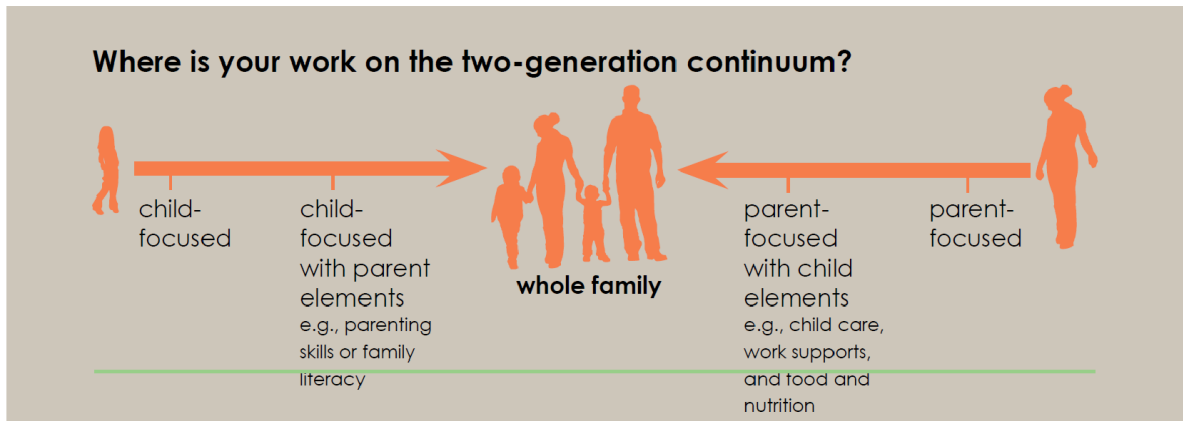 Where is your work on the two-generation continuum?
child-
focused
child-
focused
with parent
elements
e.g., parenting
skills or family
literacy
whole family
parent-
focused
with child
elements
e.g., child care,
work supports,
and food and
nutrition
parent-
focused